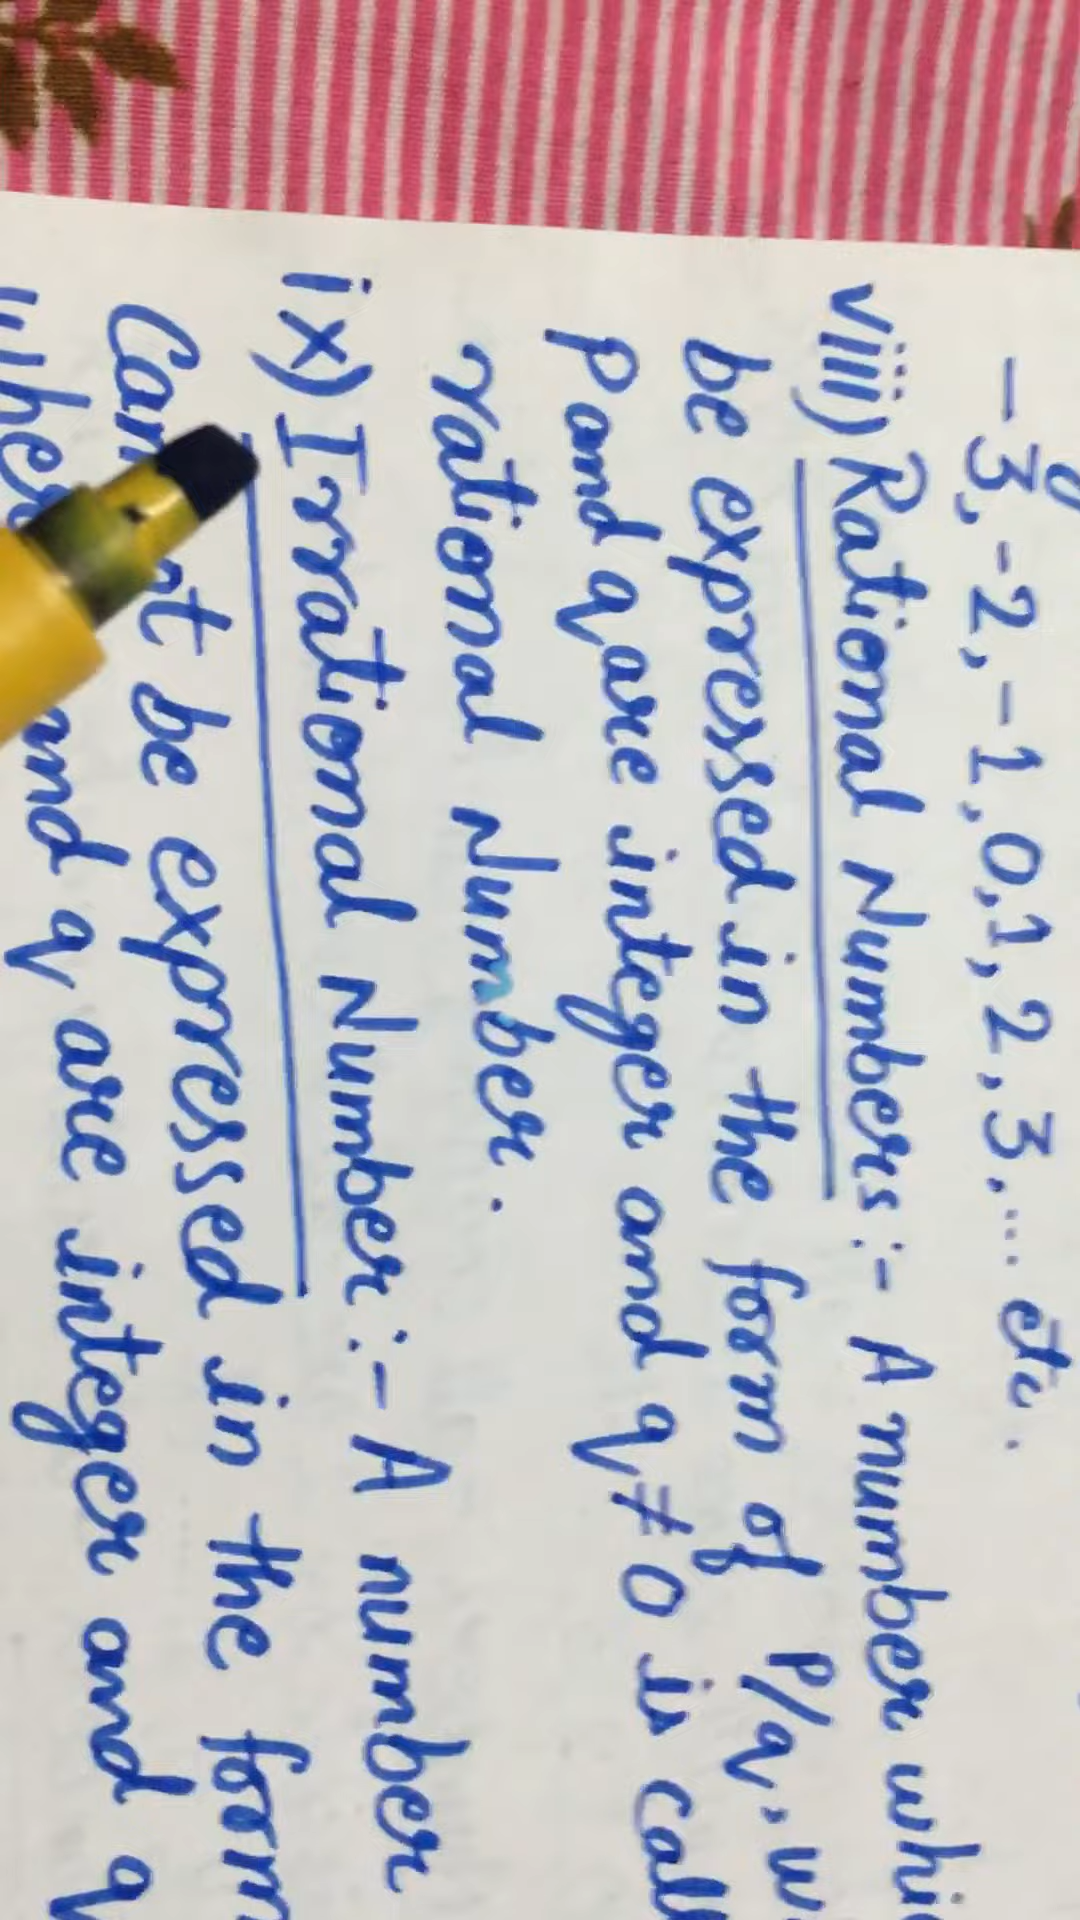 -3, -2, -1, 0, 1, 2, 3, .... etc.
viii) Rational Numbers :- A number whi
be expressed in the form of P/q, w
P and q are integer and q ≠ 0 is call
rational Number.
ix) Irrational Number :- A number
be expressed in the form
and q are integer and q